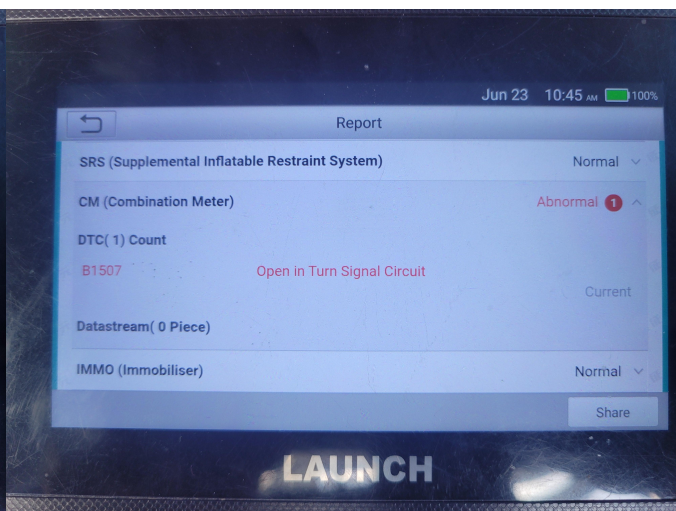 Jun 23 10:45 AM 100%
Report
SRS (Supplemental Inflatable Restraint System) Normal
CM (Combination Meter) Abnormal 1
DTC( 1) Count
B1507 Open in Turn Signal Circuit
Current
Datastream( 0 Piece)
IMMO (Immobiliser) Normal
Share
LAUNCH